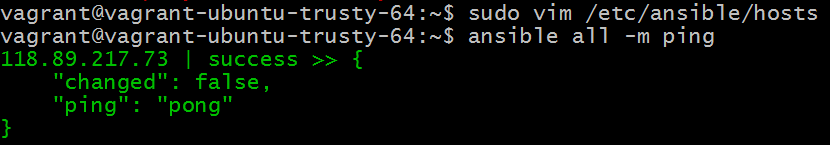 vagrant@vagrant-ubuntu-trusty-64:~$ sudo vim /etc/ansible/hosts
vagrant@vagrant-ubuntu-trusty-64:~$ ansible all -m ping
118.89.217.73 | success >> {
    "changed": false,
    "ping": "pong"
}